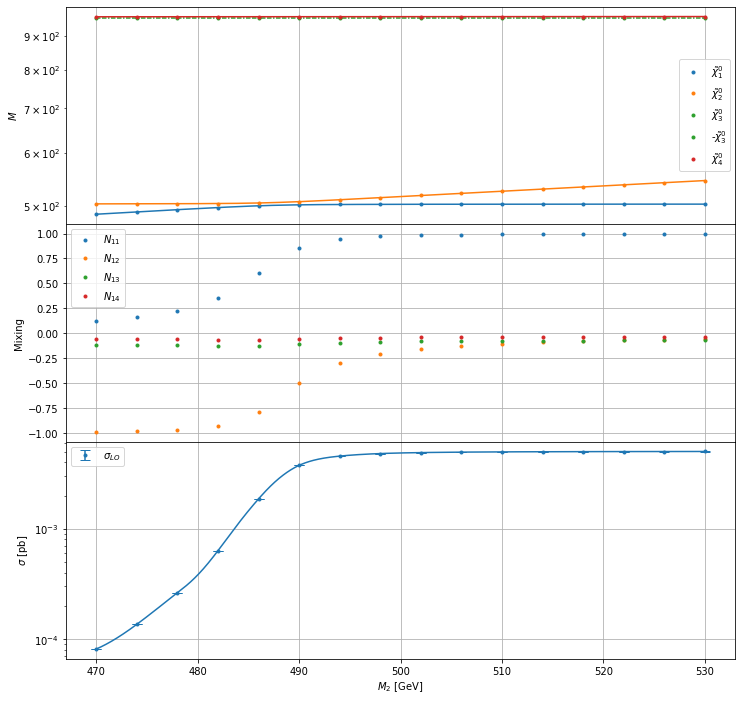 9 × 10²
8 × 10²
7 × 10²
6 × 10²
5 × 10²
M
χ̃⁰₁
χ̃⁰₂
χ̃⁰₃
-χ̃⁰₃
χ̃⁰₄
1.00
0.75
0.50
0.25
0.00
−0.25
−0.50
−0.75
−1.00
Mixing
N₁₁
N₁₂
N₁₃
N₁₄
σ_LO
10⁻³
10⁻⁴
σ [pb]
470 480 490 500 510 520 530
M₂ [GeV]